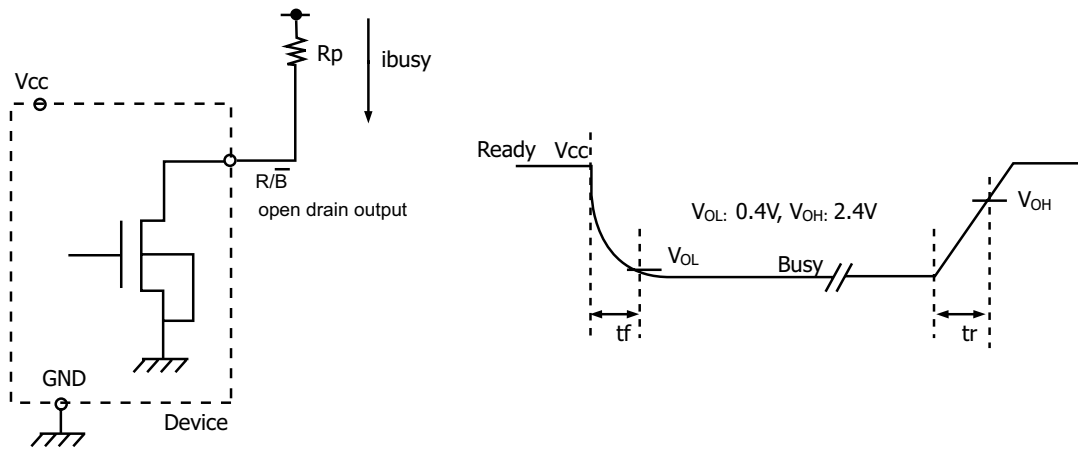 Rp
ibusy
Vcc
R/B̅
open drain output
GND
Device
Ready Vcc
VOL: 0.4V, VOH: 2.4V
VOH
VOL
Busy
tf
tr